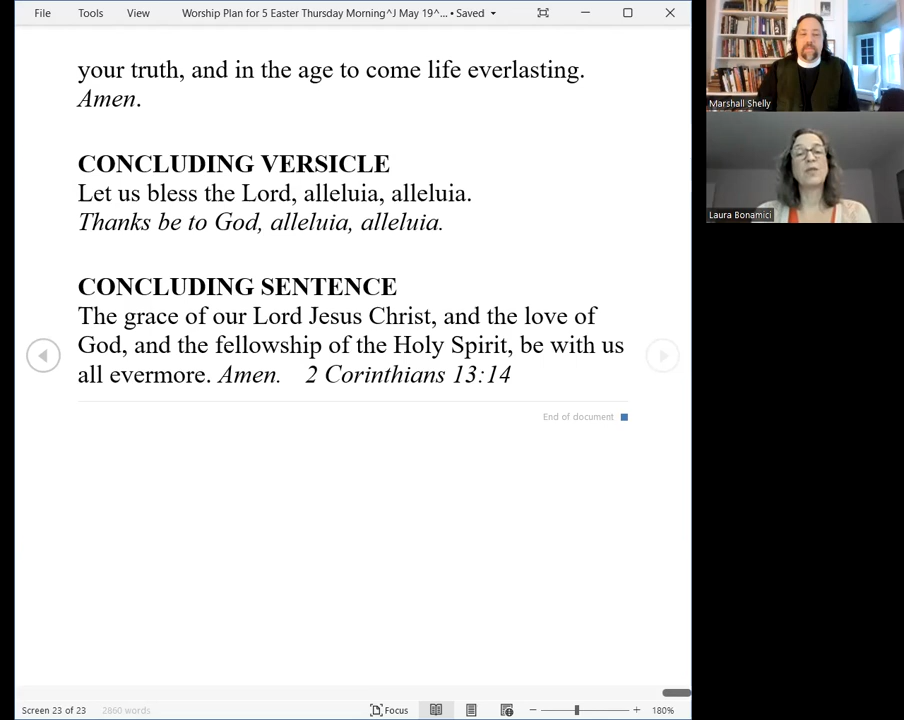 File Tools View Worship Plan for 5 Easter Thursday Morning^J May 19^... • Saved
your truth, and in the age to come life everlasting.
Amen.
CONCLUDING VERSICLE
Let us bless the Lord, alleluia, alleluia.
Thanks be to God, alleluia, alleluia.
CONCLUDING SENTENCE
The grace of our Lord Jesus Christ, and the love of
God, and the fellowship of the Holy Spirit, be with us
all evermore. Amen. 2 Corinthians 13:14
End of document
Screen 23 of 23 2860 words Focus 180%
Marshall Shelly
Laura Bonamici